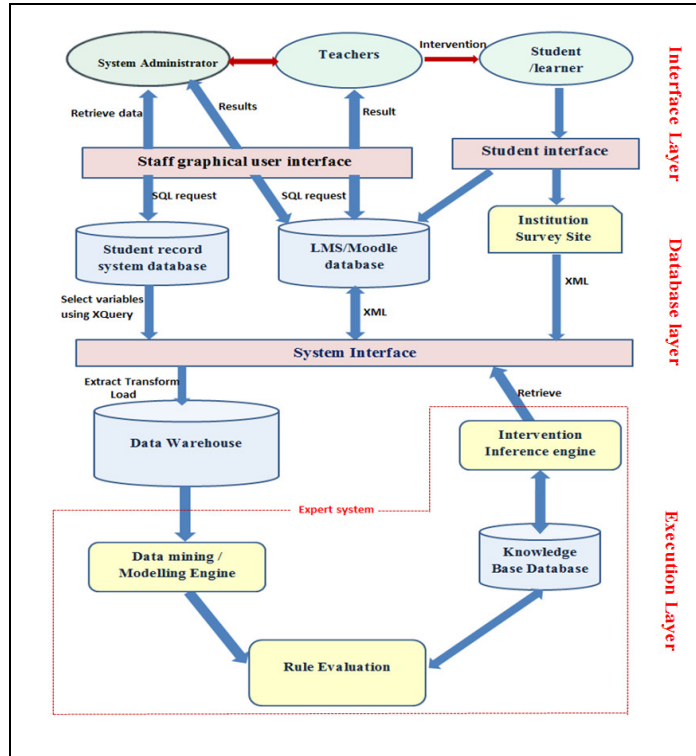 System Administrator
Teachers
Intervention
Student
/learner
Interface Layer
Retrieve data
Results
Result
Staff graphical user interface
Student interface
SQL request
SQL request
Institution
Survey Site
Student record
system database
LMS/Moodle
database
Database layer
Select variables
using XQuery
XML
XML
System Interface
Extract Transform
Load
Retrieve
Data Warehouse
Intervention
Inference engine
Expert system
Execution Layer
Data mining /
Modelling Engine
Knowledge
Base Database
Rule Evaluation